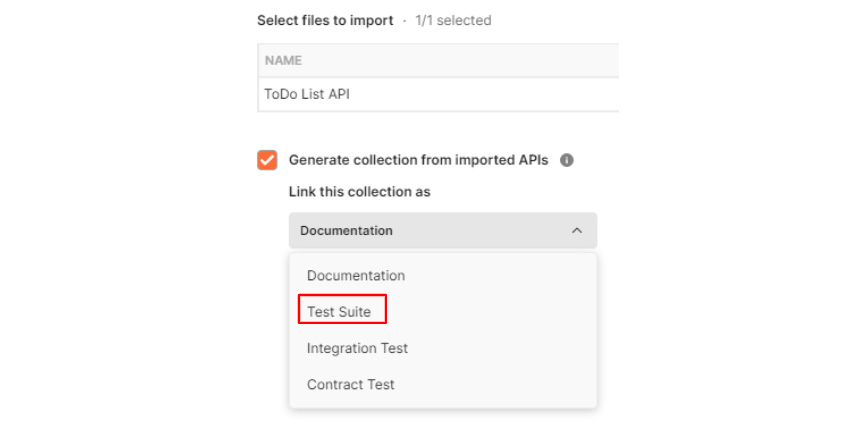 Select files to import · 1/1 selected
NAME
ToDo List API
Generate collection from imported APIs
Link this collection as
Documentation
Documentation
Test Suite
Integration Test
Contract Test